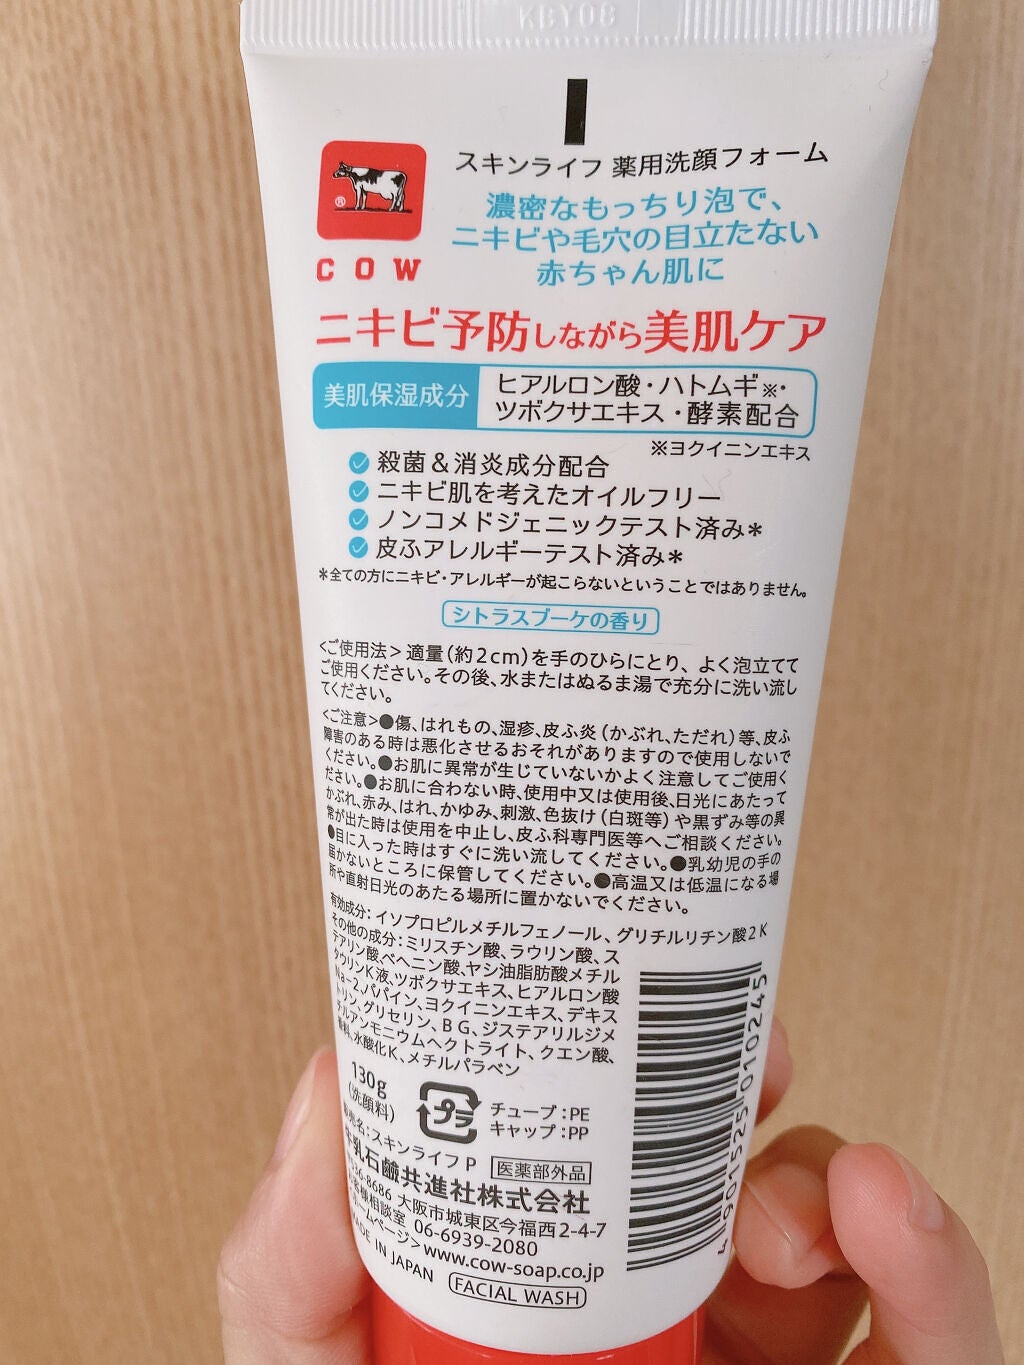 KBY08
スキンライフ 薬用洗顔フォーム
濃密なもっちり泡で、
ニキビや毛穴の目立たない
赤ちゃん肌に
®
COW
ニキビ予防しながら美肌ケア
美肌保湿成分
ヒアルロン酸・ハトムギ※・
ツボクサエキス・酵素配合
※ヨクイニンエキス
殺菌&消炎成分配合
ニキビ肌を考えたオイルフリー
ノンコメドジェニックテスト済み*
皮ふアレルギーテスト済み*
*全ての方にニキビ・アレルギーが起こらないということではありません。
シトラスブーケの香り
<ご使用法>適量(約2cm)を手のひらにとり、よく泡立てて
ご使用ください。その後、水またはぬるま湯で充分に洗い流し
てください。
<ご注意>●傷、はれもの、湿疹、皮ふ炎(かぶれ、ただれ)等、皮ふ
障害のある時は悪化させるおそれがありますので使用しないで
ください。●お肌に異常が生じていないかよく注意してご使用く
ださい。●お肌に合わない時、使用中又は使用後、日光にあたって
かぶれ、赤み、はれ、かゆみ、刺激、色抜け(白斑等)や黒ずみ等の異
常が出た時は使用を中止し、皮ふ科専門医等へご相談ください。
●目に入った時はすぐに洗い流してください。●乳幼児の手の
届かないところに保管してください。●高温又は低温になる場
所や直射日光のあたる場所に置かないでください。
有効成分:イソプロピルメチルフェノール、グリチルリチン酸2K
その他の成分:ミリスチン酸、ラウリン酸、ス
テアリン酸、ベヘニン酸、ヤシ油脂肪酸メチル
タウリンK液、ツボクサエキス、ヒアルロン酸
Na-2、パパイン、ヨクイニンエキス、デキス
トリン、グリセリン、BG、ジステアリルジメ
チルアンモニウムヘクトライト、クエン酸、
香料、水酸化K、メチルパラベン
130g
(洗顔料)
プラ
チューブ:PE
キャップ:PP
販売名:スキンライフP
医薬部外品
牛乳石鹸共進社株式会社
536-8686 大阪市城東区今福西2-4-7
お客様相談室 06-6939-2080
ホームページ>www.cow-soap.co.jp
MADE IN JAPAN
FACIAL WASH
4901525010245